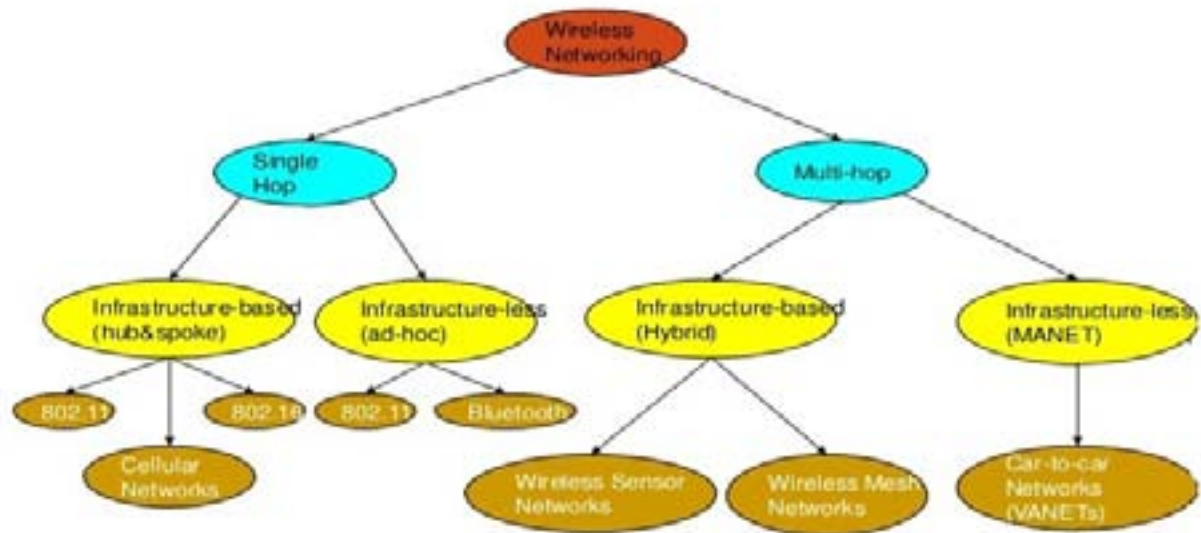 Wireless
Networking
Single
Hop
Multi-hop
Infrastructure-based
(hub&spoke)
Infrastructure-less
(ad-hoc)
Infrastructure-based
(Hybrid)
Infrastructure-less
(MANET)
802.11
802.16
802.11
Bluetooth
Cellular
Networks
Wireless Sensor
Networks
Wireless Mesh
Networks
Car-to-car
Networks
(VANETs)